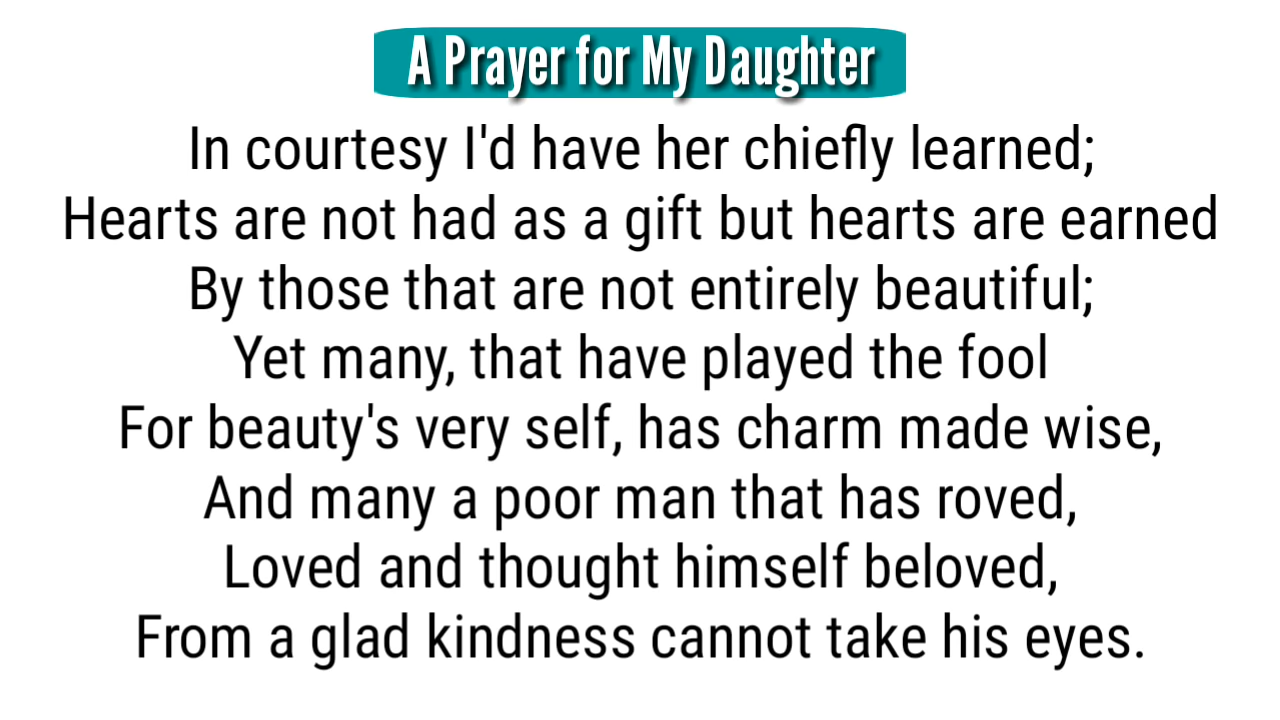 A Prayer for My Daughter
In courtesy I'd have her chiefly learned;
Hearts are not had as a gift but hearts are earned
By those that are not entirely beautiful;
Yet many, that have played the fool
For beauty's very self, has charm made wise,
And many a poor man that has roved,
Loved and thought himself beloved,
From a glad kindness cannot take his eyes.